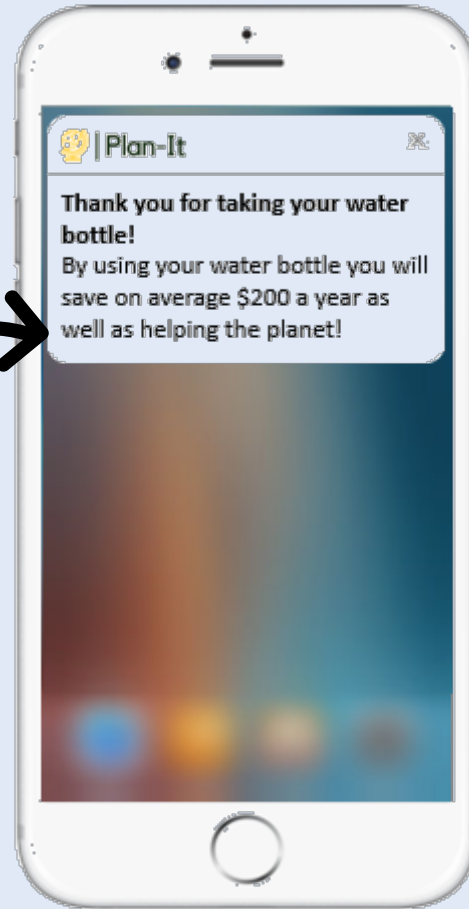 Plan-It
Thank you for taking your water
bottle!
By using your water bottle you will
save on average $200 a year as
well as helping the planet!